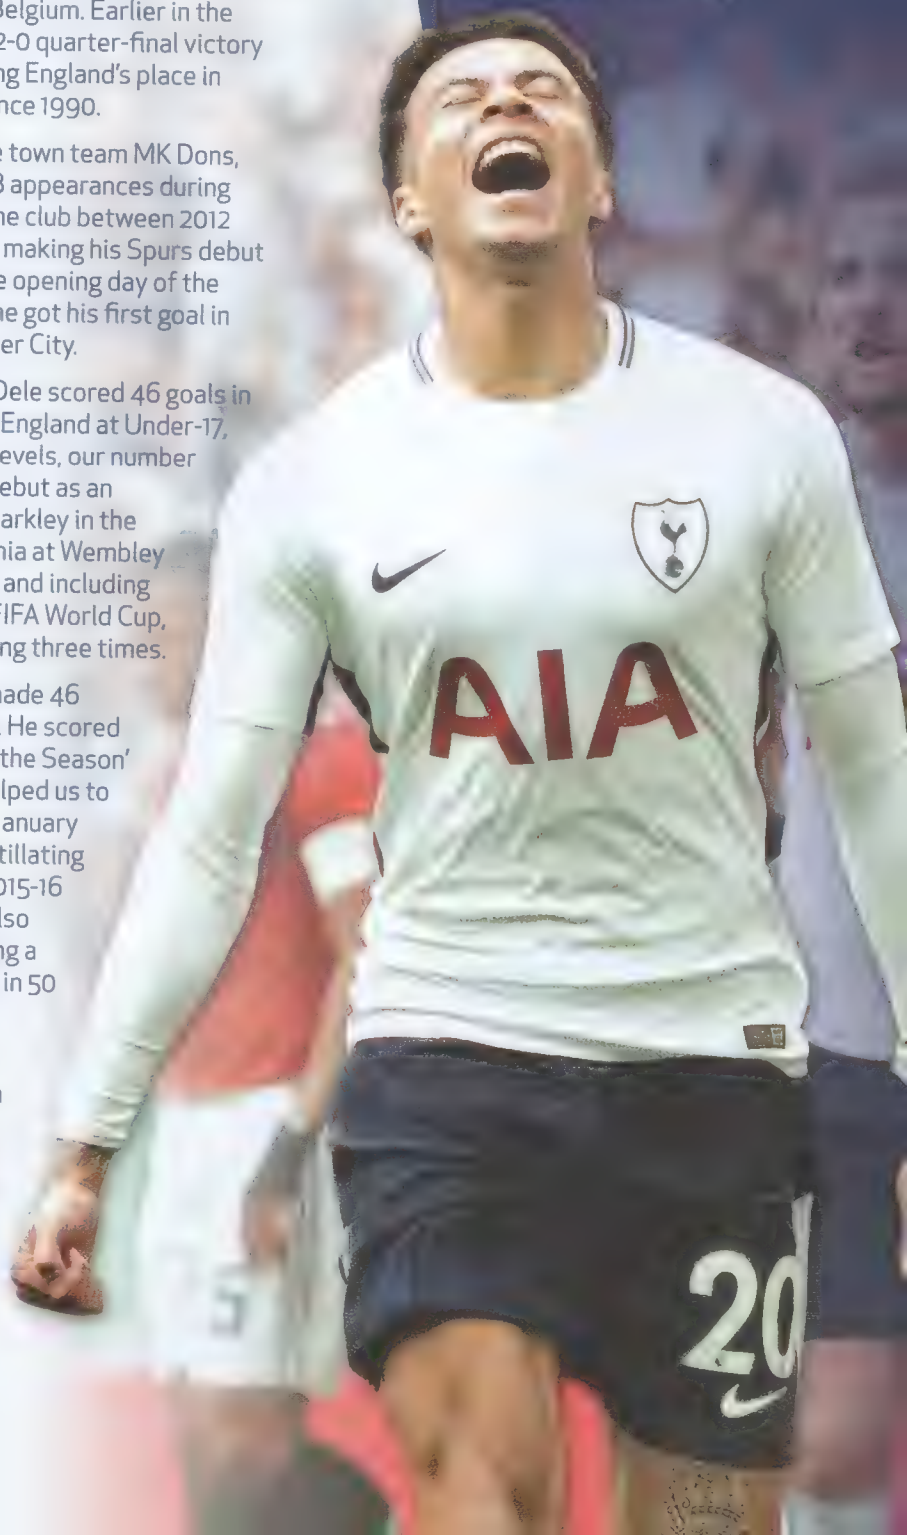 Belgium. Earlier in the
2-0 quarter-final victory
ng England's place in
nce 1990.
e town team MK Dons,
8 appearances during
he club between 2012
making his Spurs debut
e opening day of the
he got his first goal in
er City.
Dele scored 46 goals in
England at Under-17,
evels, our number
ebut as an
arkley in the
nia at Wembley
and including
FIFA World Cup,
ng three times.
ade 46
. He scored
the Season'
lped us to
anuary
tillating
015-16
lso
ng a
in 50
AIA
20